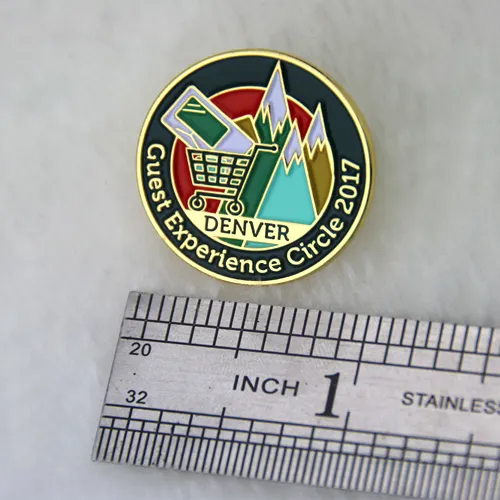 DENVER
Guest Experience Circle 2017
20
32
INCH 1
STAINLESS